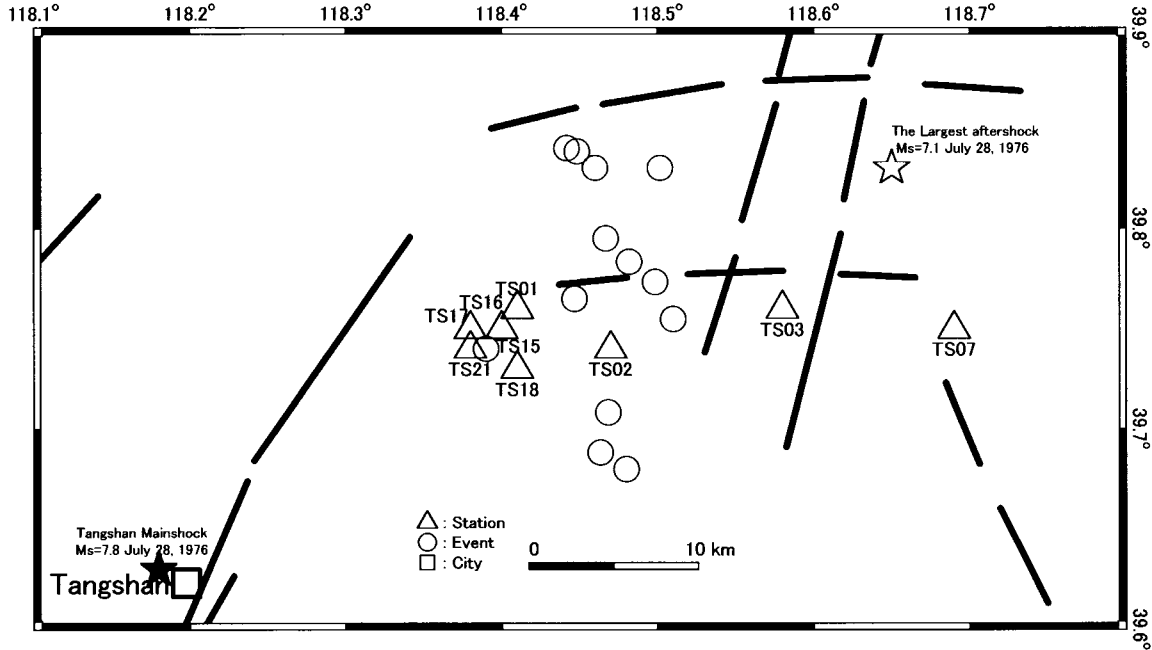 118.1° 118.2° 118.3° 118.4° 118.5° 118.6° 118.7°
39.9°
The Largest aftershock
Ms=7.1 July 28, 1976
39.8°
TS01
TS16
TS17
TS15
TS21
TS18
TS02
TS03
TS07
39.7°
Tangshan Mainshock
Ms=7.8 July 28, 1976
Tangshan
: Station
: Event
: City
0 10 km
39.6°